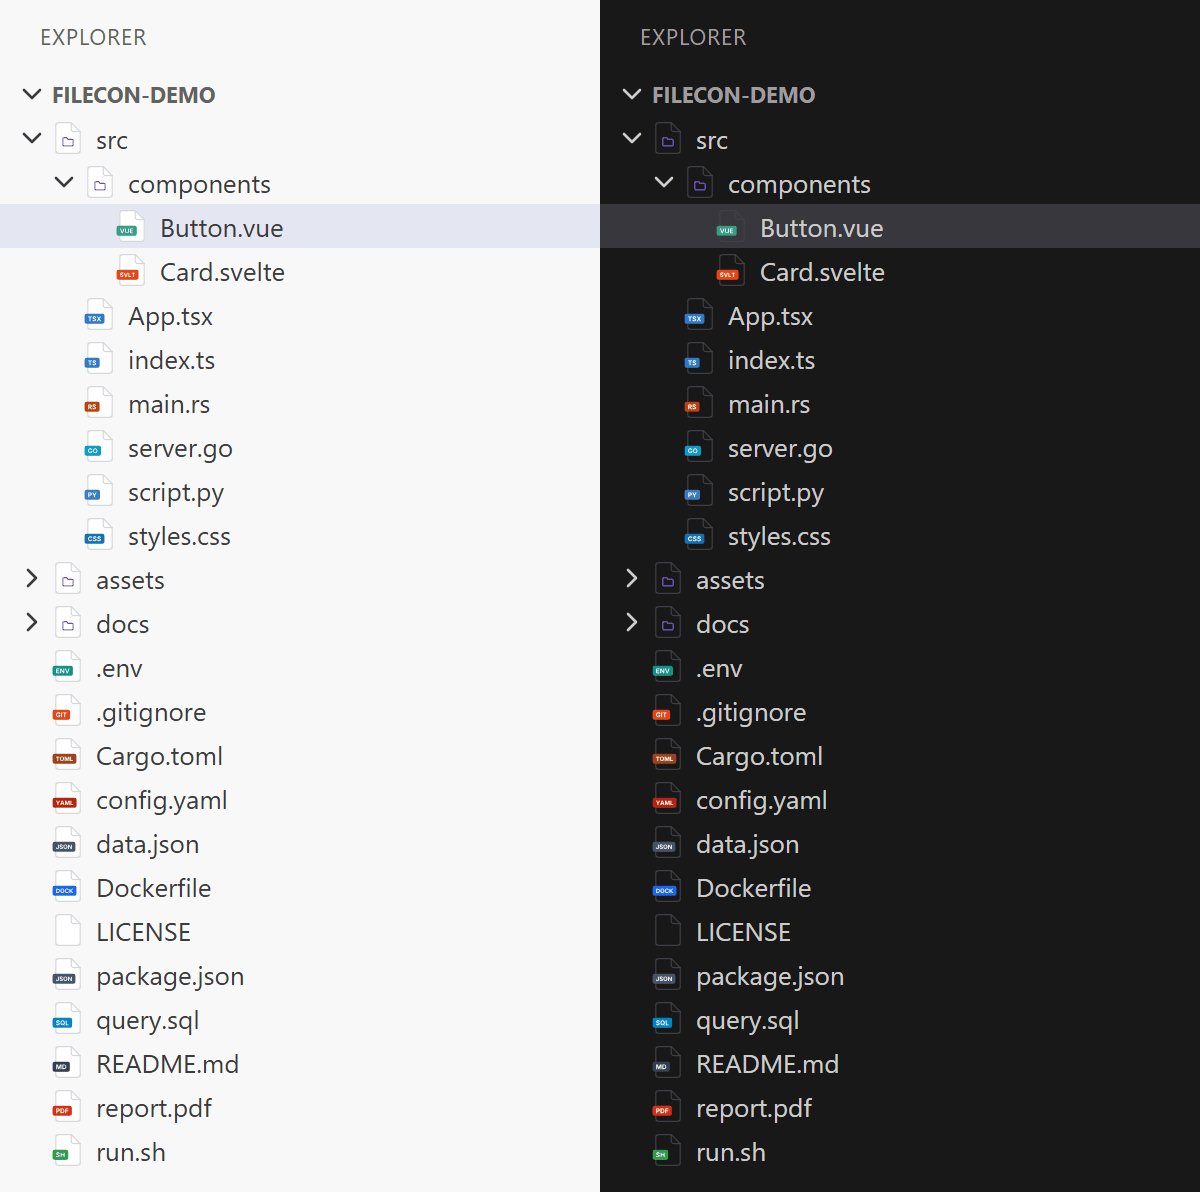 EXPLORER
FILECON-DEMO
src
components
VUE Button.vue
SVLT Card.svelte
TSX App.tsx
TS index.ts
RS main.rs
GO server.go
PY script.py
CSS styles.css
assets
docs
ENV .env
GIT .gitignore
TOML Cargo.toml
YAML config.yaml
JSON data.json
DOCK Dockerfile
LICENSE
JSON package.json
SQL query.sql
MD README.md
PDF report.pdf
SH run.sh
EXPLORER
FILECON-DEMO
src
components
VUE Button.vue
SVLT Card.svelte
TSX App.tsx
TS index.ts
RS main.rs
GO server.go
PY script.py
CSS styles.css
assets
docs
ENV .env
GIT .gitignore
TOML Cargo.toml
YAML config.yaml
JSON data.json
DOCK Dockerfile
LICENSE
JSON package.json
SQL query.sql
MD README.md
PDF report.pdf
SH run.sh